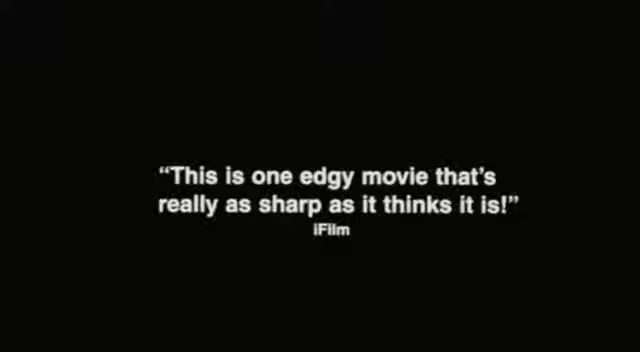 “This is one edgy movie that’s
really as sharp as it thinks it is!”
iFilm